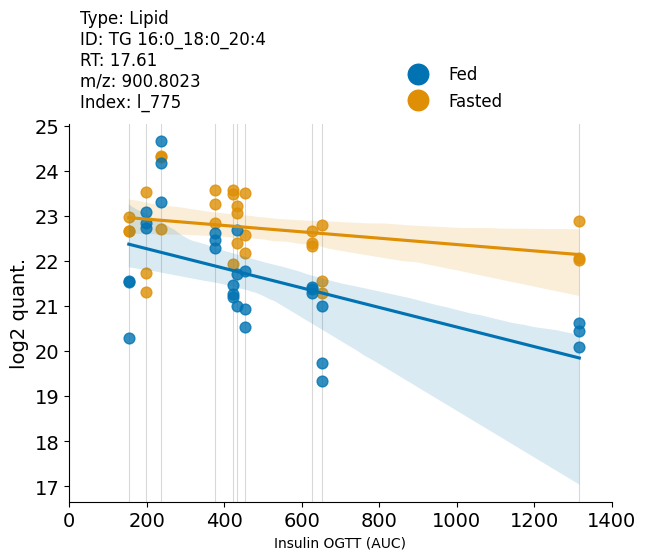 Type: Lipid
ID: TG 16:0_18:0_20:4
RT: 17.61
m/z: 900.8023
Index: l_775
Fed
Fasted
25
24
23
22
21
20
19
18
17
log2 quant.
0 200 400 600 800 1000 1200 1400
Insulin OGTT (AUC)